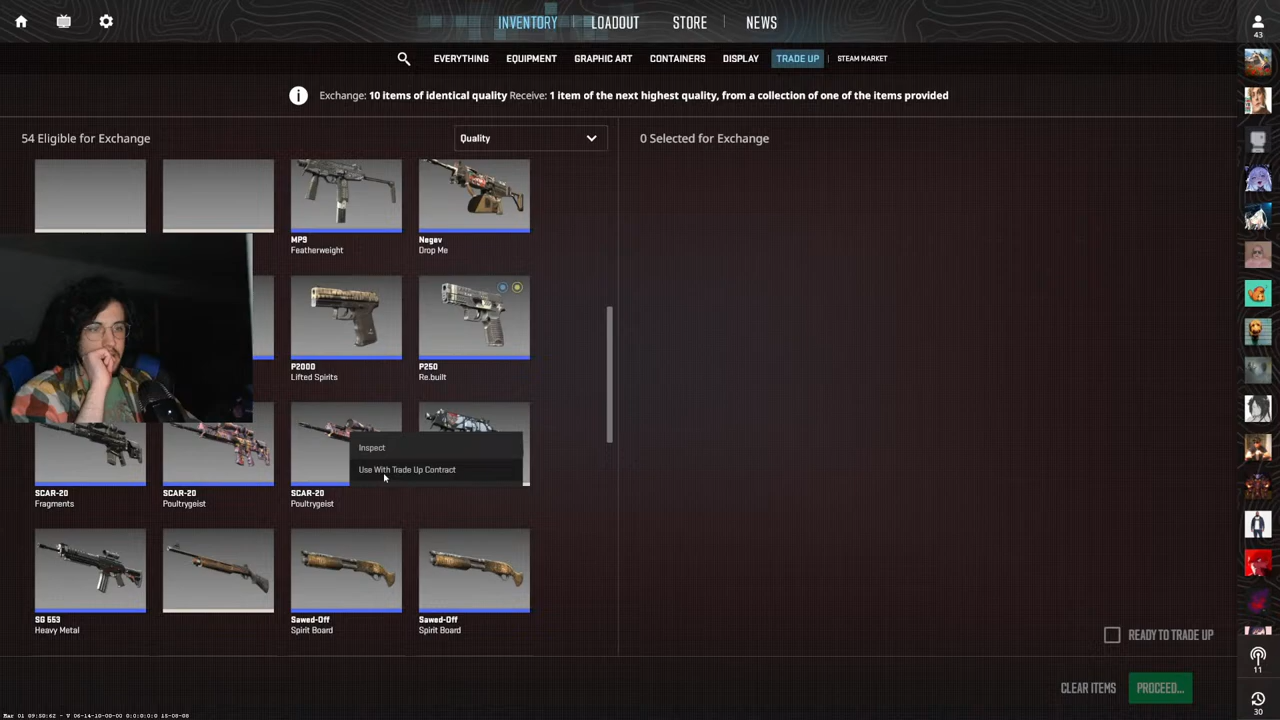 INVENTORY
LOADOUT
STORE
NEWS
43
EVERYTHING
EQUIPMENT
GRAPHIC ART
CONTAINERS
DISPLAY
TRADE UP
STEAM MARKET
Exchange: 10 items of identical quality Receive: 1 item of the next highest quality, from a collection of one of the items provided
54 Eligible for Exchange
Quality
0 Selected for Exchange
MP9
Featherweight
Negev
Drop Me
P2000
Lifted Spirits
P250
Re.built
Inspect
Use With Trade Up Contract
SCAR-20
Fragments
SCAR-20
Poultrygeist
SCAR-20
Poultrygeist
SG 553
Heavy Metal
Sawed-Off
Spirit Board
Sawed-Off
Spirit Board
READY TO TRADE UP
CLEAR ITEMS
PROCEED...
11
30